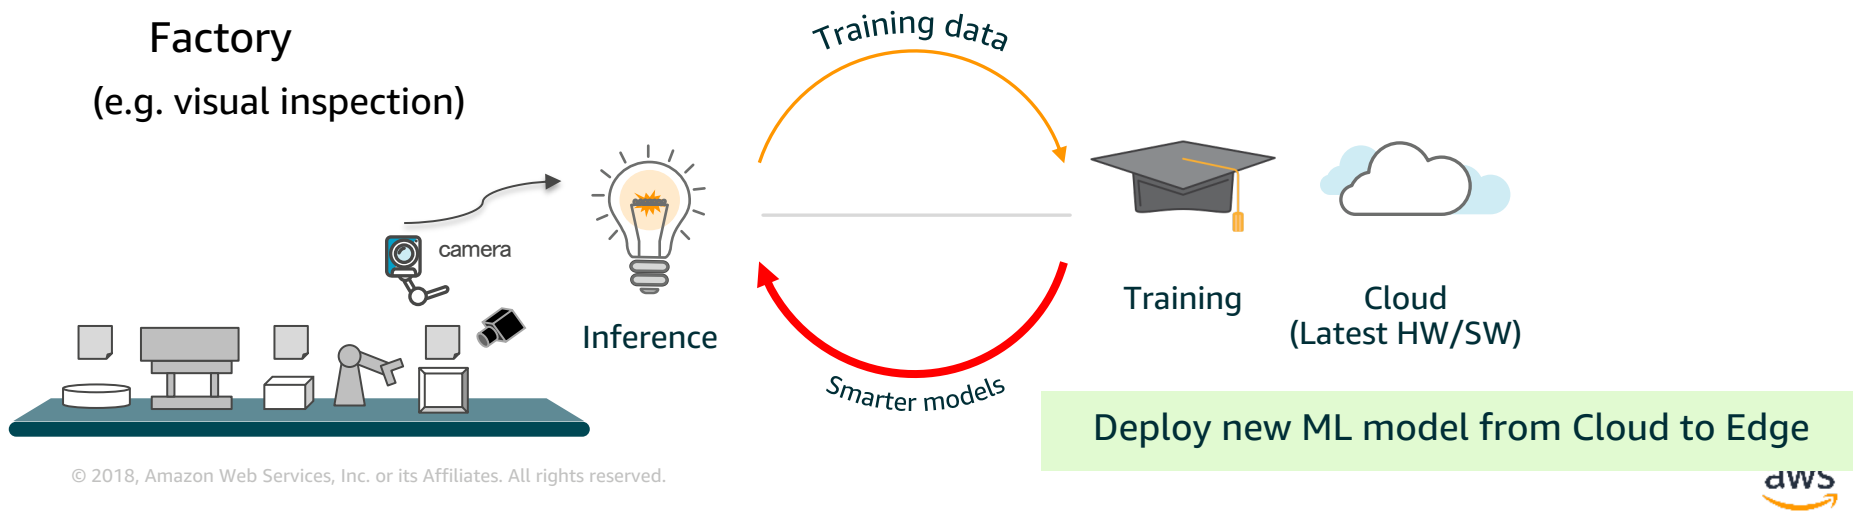 Factory
(e.g. visual inspection)
Training data
camera
Inference
Training
Cloud
(Latest HW/SW)
Smarter models
Deploy new ML model from Cloud to Edge
© 2018, Amazon Web Services, Inc. or its Affiliates. All rights reserved.
aws